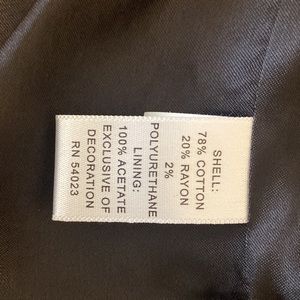 SHELL:
78% COTTON
20% RAYON
2%
POLYURETHANE
LINING:
100% ACETATE
EXCLUSIVE OF
DECORATION
RN 54023